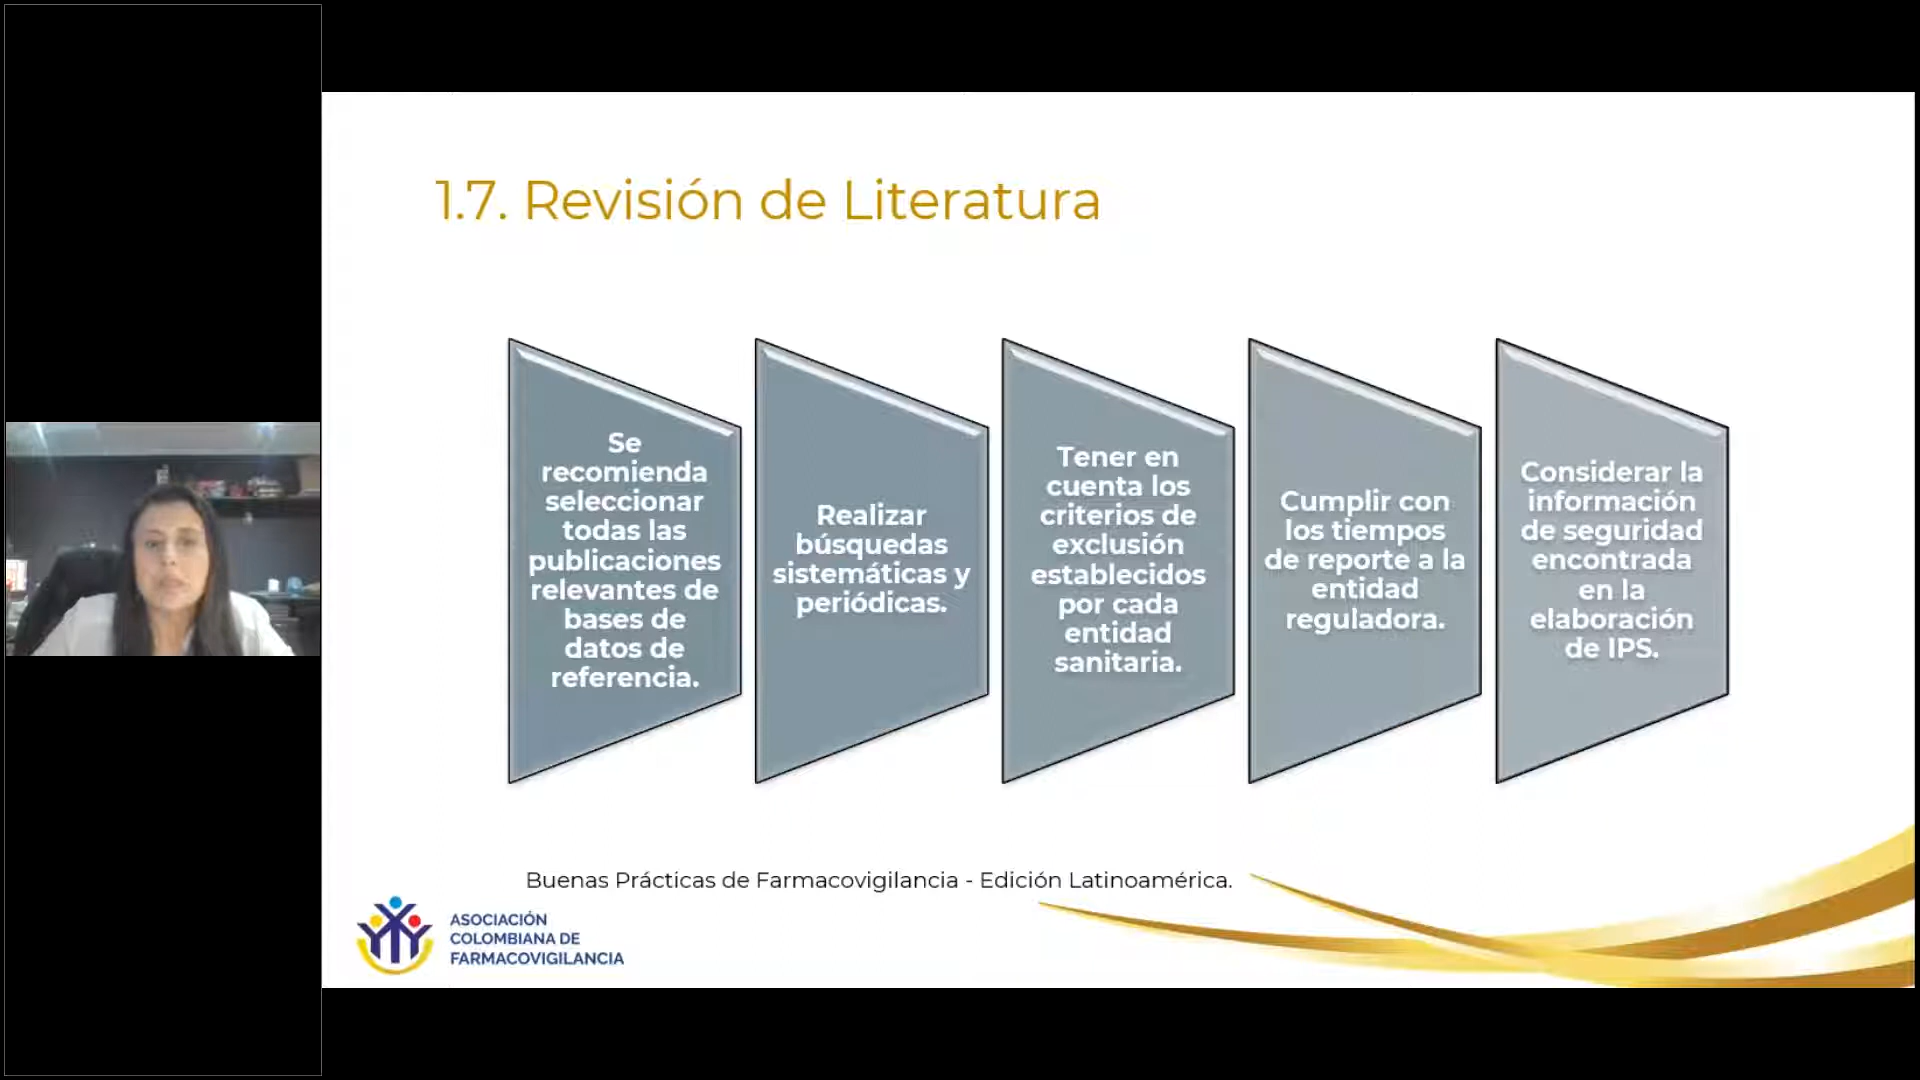 1.7. Revisión de Literatura
Se
recomienda
seleccionar
todas las
publicaciones
relevantes de
bases de
datos de
referencia.
Realizar
búsquedas
sistemáticas y
periódicas.
Tener en
cuenta los
criterios de
exclusión
establecidos
por cada
entidad
sanitaria.
Cumplir con
los tiempos
de reporte a la
entidad
reguladora.
Considerar la
información
de seguridad
encontrada
en la
elaboración
de IPS.
Buenas Prácticas de Farmacovigilancia - Edición Latinoamérica.
ASOCIACIÓN
COLOMBIANA DE
FARMACOVIGILANCIA